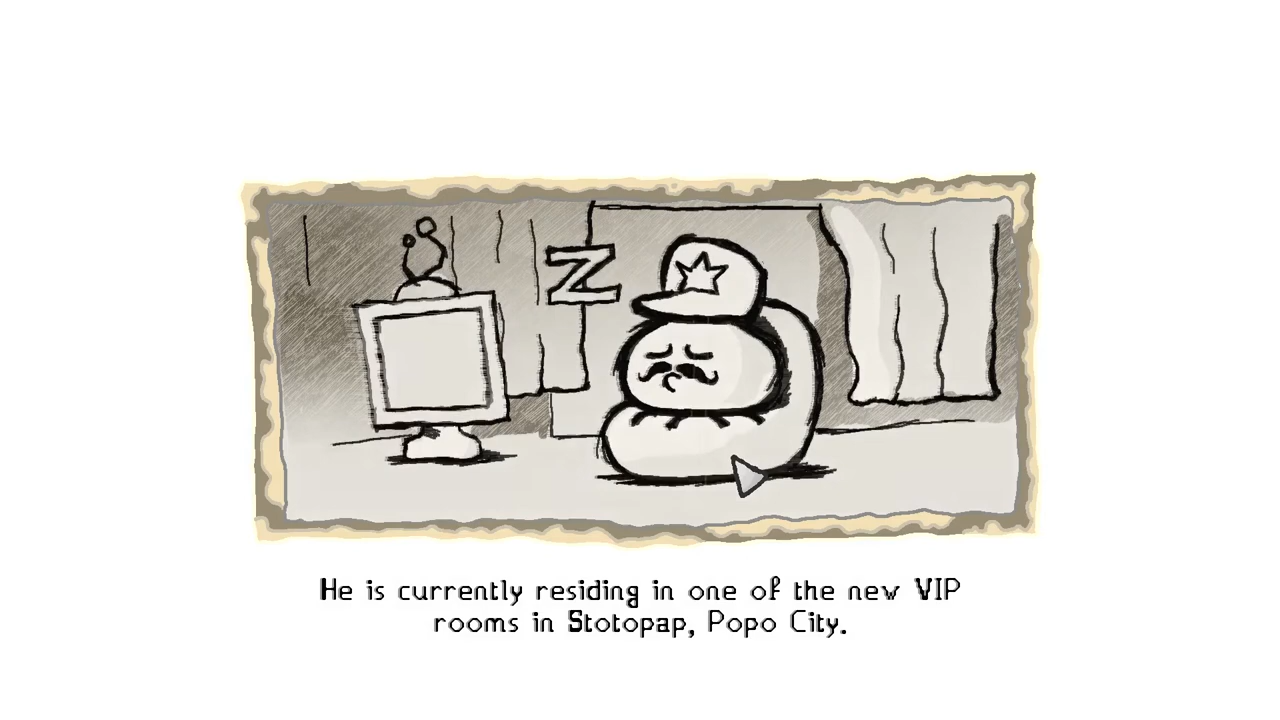 Z
He is currently residing in one of the new VIP
rooms in Stotopap, Popo City.